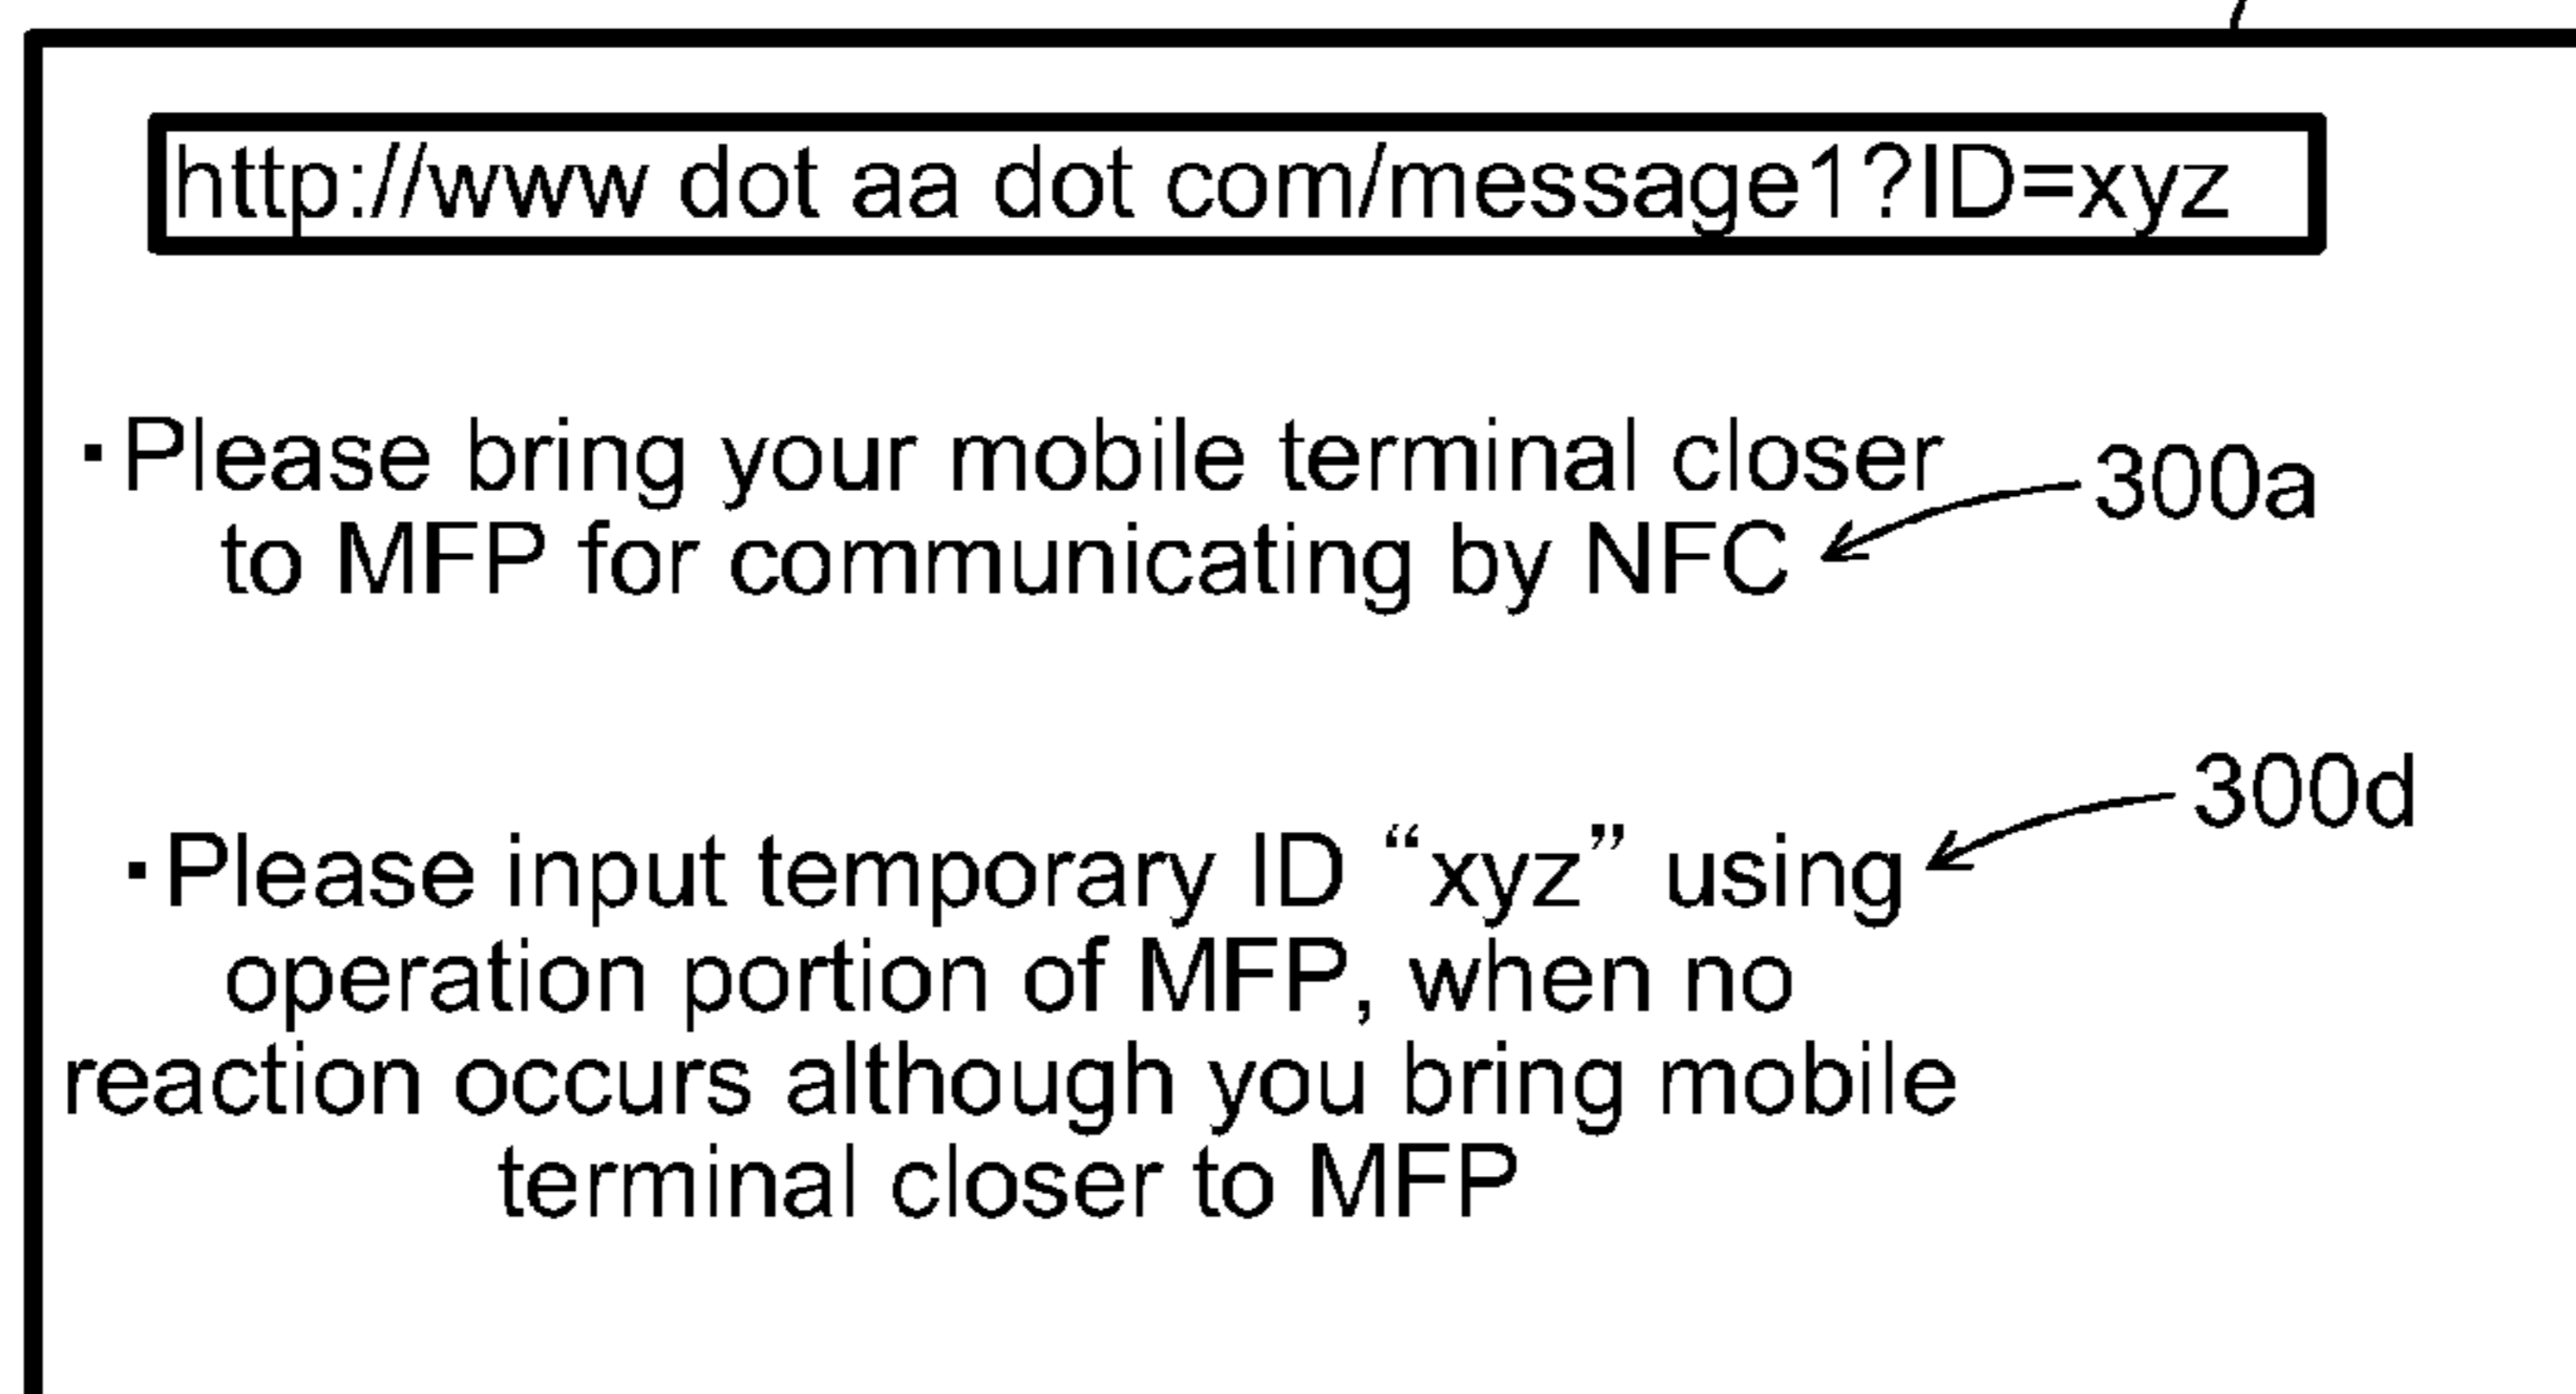 http://www dot aa dot com/message1?ID=xyz
・Please bring your mobile terminal closer
300a
to MFP for communicating by NFC
300d
・Please input temporary ID “xyz” using
operation portion of MFP, when no
reaction occurs although you bring mobile
terminal closer to MFP